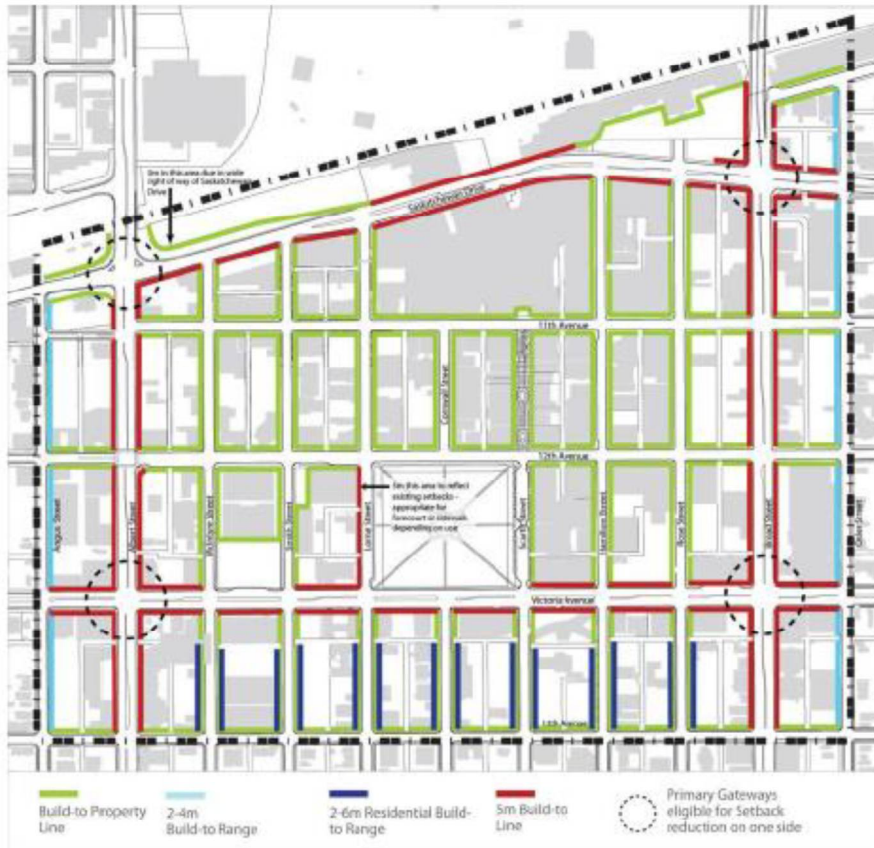 0m in this area due to wide
right of way of Saskatchewan
Drive
Saskatchewan Drive
11th Avenue
Cornwall Street
12th Avenue
5m this area to reflect
existing setbacks -
appropriate for
forecourt or sidewalk
depending on use
Angus Street
Albert Street
McIntyre Street
Smith Street
Lorne Street
Scarth Street
Hamilton Street
Rose Street
Broad Street
Osler Street
Victoria Avenue
13th Avenue
Build-to Property
Line
2-4m
Build-to Range
2-6m Residential Build-
to Range
5m Build-to
Line
Primary Gateways
eligible for Setback
reduction on one side